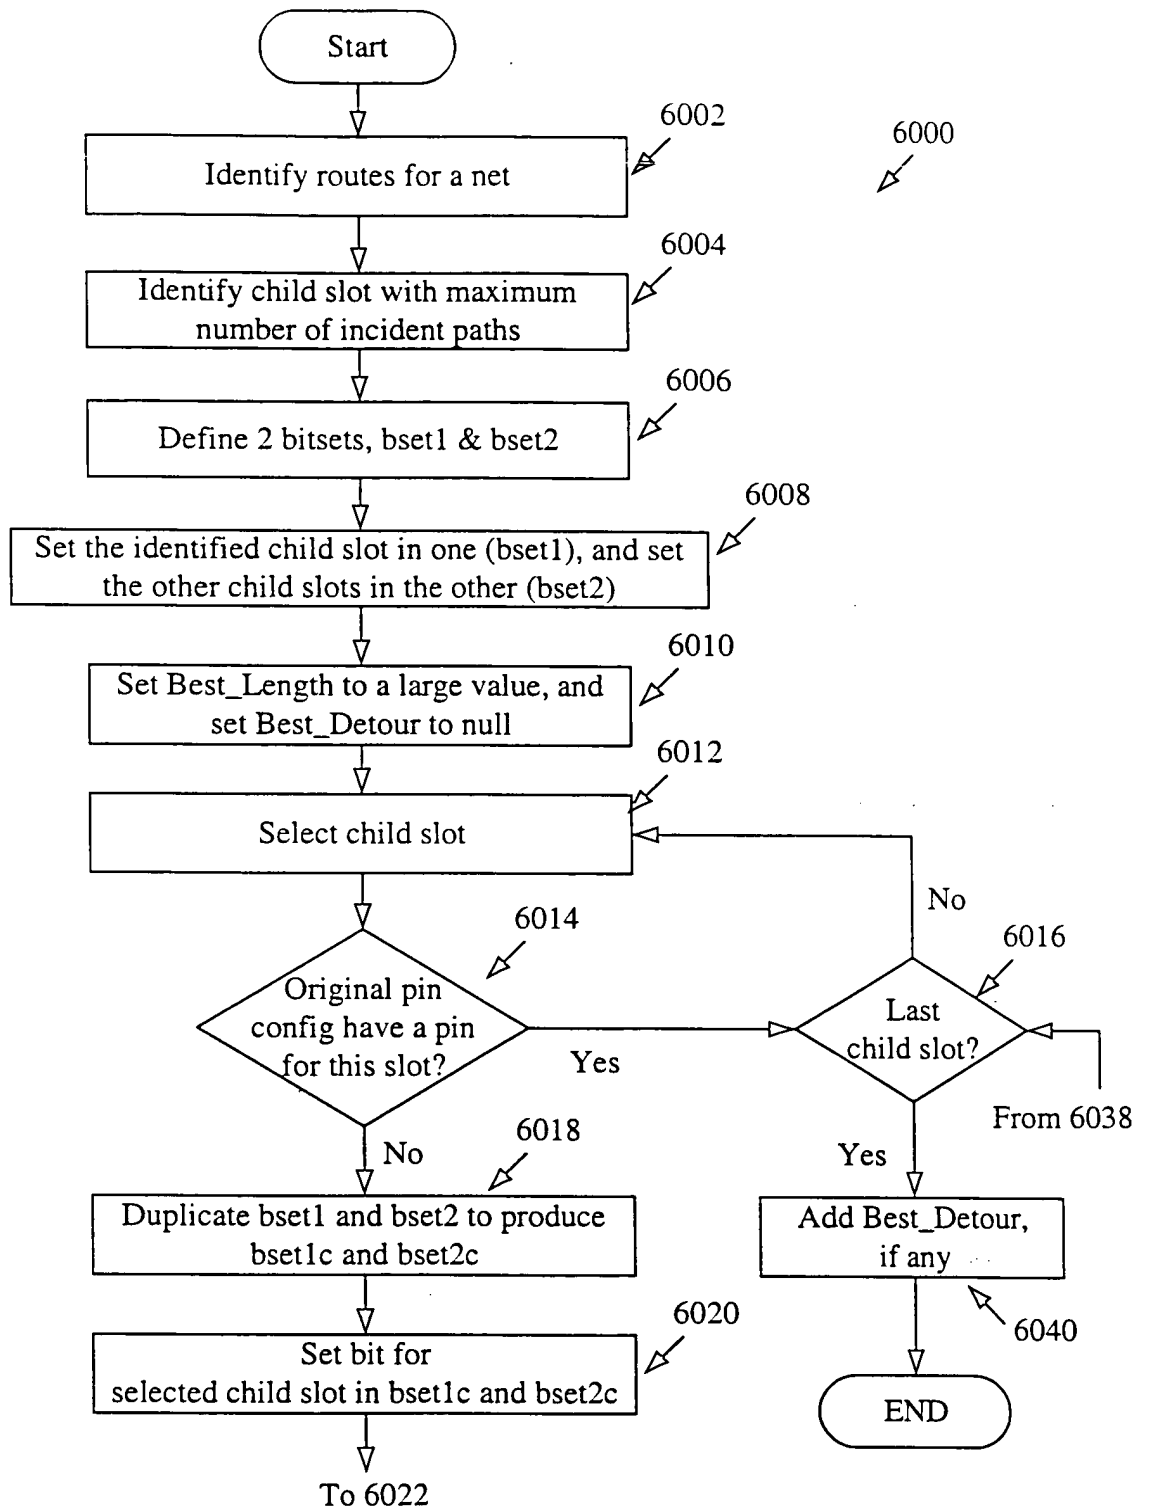 Start
6002
6000
Identify routes for a net
6004
Identify child slot with maximum
number of incident paths
6006
Define 2 bitsets, bset1 & bset2
6008
Set the identified child slot in one (bset1), and set
the other child slots in the other (bset2)
6010
Set Best_Length to a large value, and
set Best_Detour to null
6012
Select child slot
No
6014
6016
Original pin
config have a pin
for this slot?
Yes
Last
child slot?
From 6038
No
6018
Yes
Duplicate bset1 and bset2 to produce
bset1c and bset2c
Add Best_Detour,
if any
6020
6040
Set bit for
selected child slot in bset1c and bset2c
END
To 6022